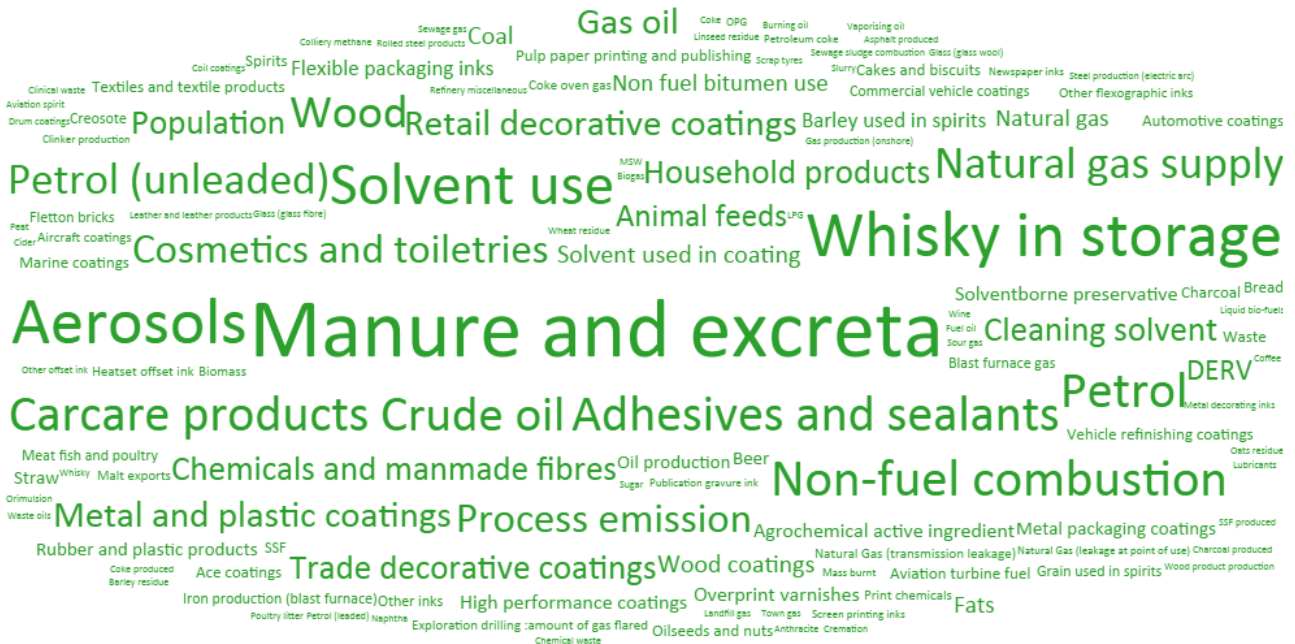 Gas oil
Coke
OPG
Burning oil
Vaporising oil
Sewage gas
Coal
Linseed residue
Petroleum coke
Asphalt produced
Colliery methane
Rolled steel products
Pulp paper printing and publishing
Scrap tyres
Sewage sludge combustion
Glass (glass wool)
Coil coatings
Spirits
Flexible packaging inks
Slurry
Cakes and biscuits
Newspaper inks
Steel production (electric arc)
Clinical waste
Textiles and textile products
Refinery miscellaneous
Coke oven gas
Non fuel bitumen use
Commercial vehicle coatings
Other flexographic inks
Aviation spirit
Drum coatings
Creosote
Population
Wood
Retail decorative coatings
Barley used in spirits
Natural gas
Automotive coatings
Clinker production
Gas production (onshore)
Petrol (unleaded)
Solvent use
MSW
Biogas
Household products
Natural gas supply
Peat
Fletton bricks
Leather and leather products
Glass (glass fibre)
Animal feeds
LPG
Whisky in storage
Cider
Aircraft coatings
Wheat residue
Marine coatings
Cosmetics and toiletries
Solvent used in coating
Solventborne preservative
Charcoal
Bread
Liquid bio-fuels
Aerosols
Manure and excreta
Wine
Fuel oil
Sour gas
Cleaning solvent
Waste
Other offset ink
Heatset offset ink
Biomass
Blast furnace gas
DERV
Coffee
Carcare products
Crude oil
Adhesives and sealants
Petrol
Metal decorating inks
Vehicle refinishing coatings
Meat fish and poultry
Oats residue
Lubricants
Straw
Whisky
Malt exports
Chemicals and manmade fibres
Oil production
Beer
Sugar
Publication gravure ink
Non-fuel combustion
Orimulsion
Waste oils
Metal and plastic coatings
Process emission
Agrochemical active ingredient
Metal packaging coatings
SSF produced
Rubber and plastic products
SSF
Coke produced
Barley residue
Ace coatings
Trade decorative coatings
Wood coatings
Natural Gas (transmission leakage)
Natural Gas (leakage at point of use)
Charcoal produced
Mass burnt
Aviation turbine fuel
Grain used in spirits
Wood product production
Iron production (blast furnace)
Other inks
High performance coatings
Overprint varnishes
Print chemicals
Fats
Poultry litter
Petrol (leaded)
Naphtha
Exploration drilling :amount of gas flared
Landfill gas
Town gas
Screen printing inks
Oilseeds and nuts
Anthracite
Cremation
Chemical waste